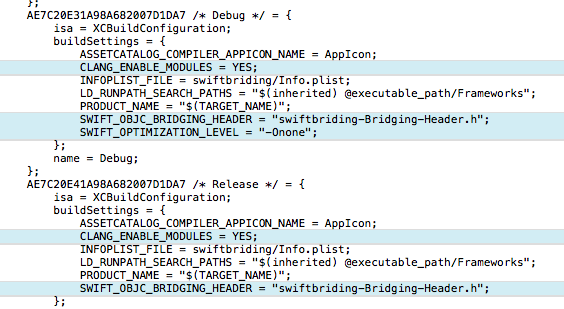 };
AE7C20E31A98A682007D1DA7 /* Debug */ = {
isa = XCBuildConfiguration;
buildSettings = {
ASSETCATALOG_COMPILER_APPICON_NAME = AppIcon;
CLANG_ENABLE_MODULES = YES;
INFOPLIST_FILE = swiftbriding/Info.plist;
LD_RUNPATH_SEARCH_PATHS = "$(inherited) @executable_path/Frameworks";
PRODUCT_NAME = "$(TARGET_NAME)";
SWIFT_OBJC_BRIDGING_HEADER = "swiftbriding-Bridging-Header.h";
SWIFT_OPTIMIZATION_LEVEL = "-Onone";
};
name = Debug;
};
AE7C20E41A98A682007D1DA7 /* Release */ = {
isa = XCBuildConfiguration;
buildSettings = {
ASSETCATALOG_COMPILER_APPICON_NAME = AppIcon;
CLANG_ENABLE_MODULES = YES;
INFOPLIST_FILE = swiftbriding/Info.plist;
LD_RUNPATH_SEARCH_PATHS = "$(inherited) @executable_path/Frameworks";
PRODUCT_NAME = "$(TARGET_NAME)";
SWIFT_OBJC_BRIDGING_HEADER = "swiftbriding-Bridging-Header.h";
};